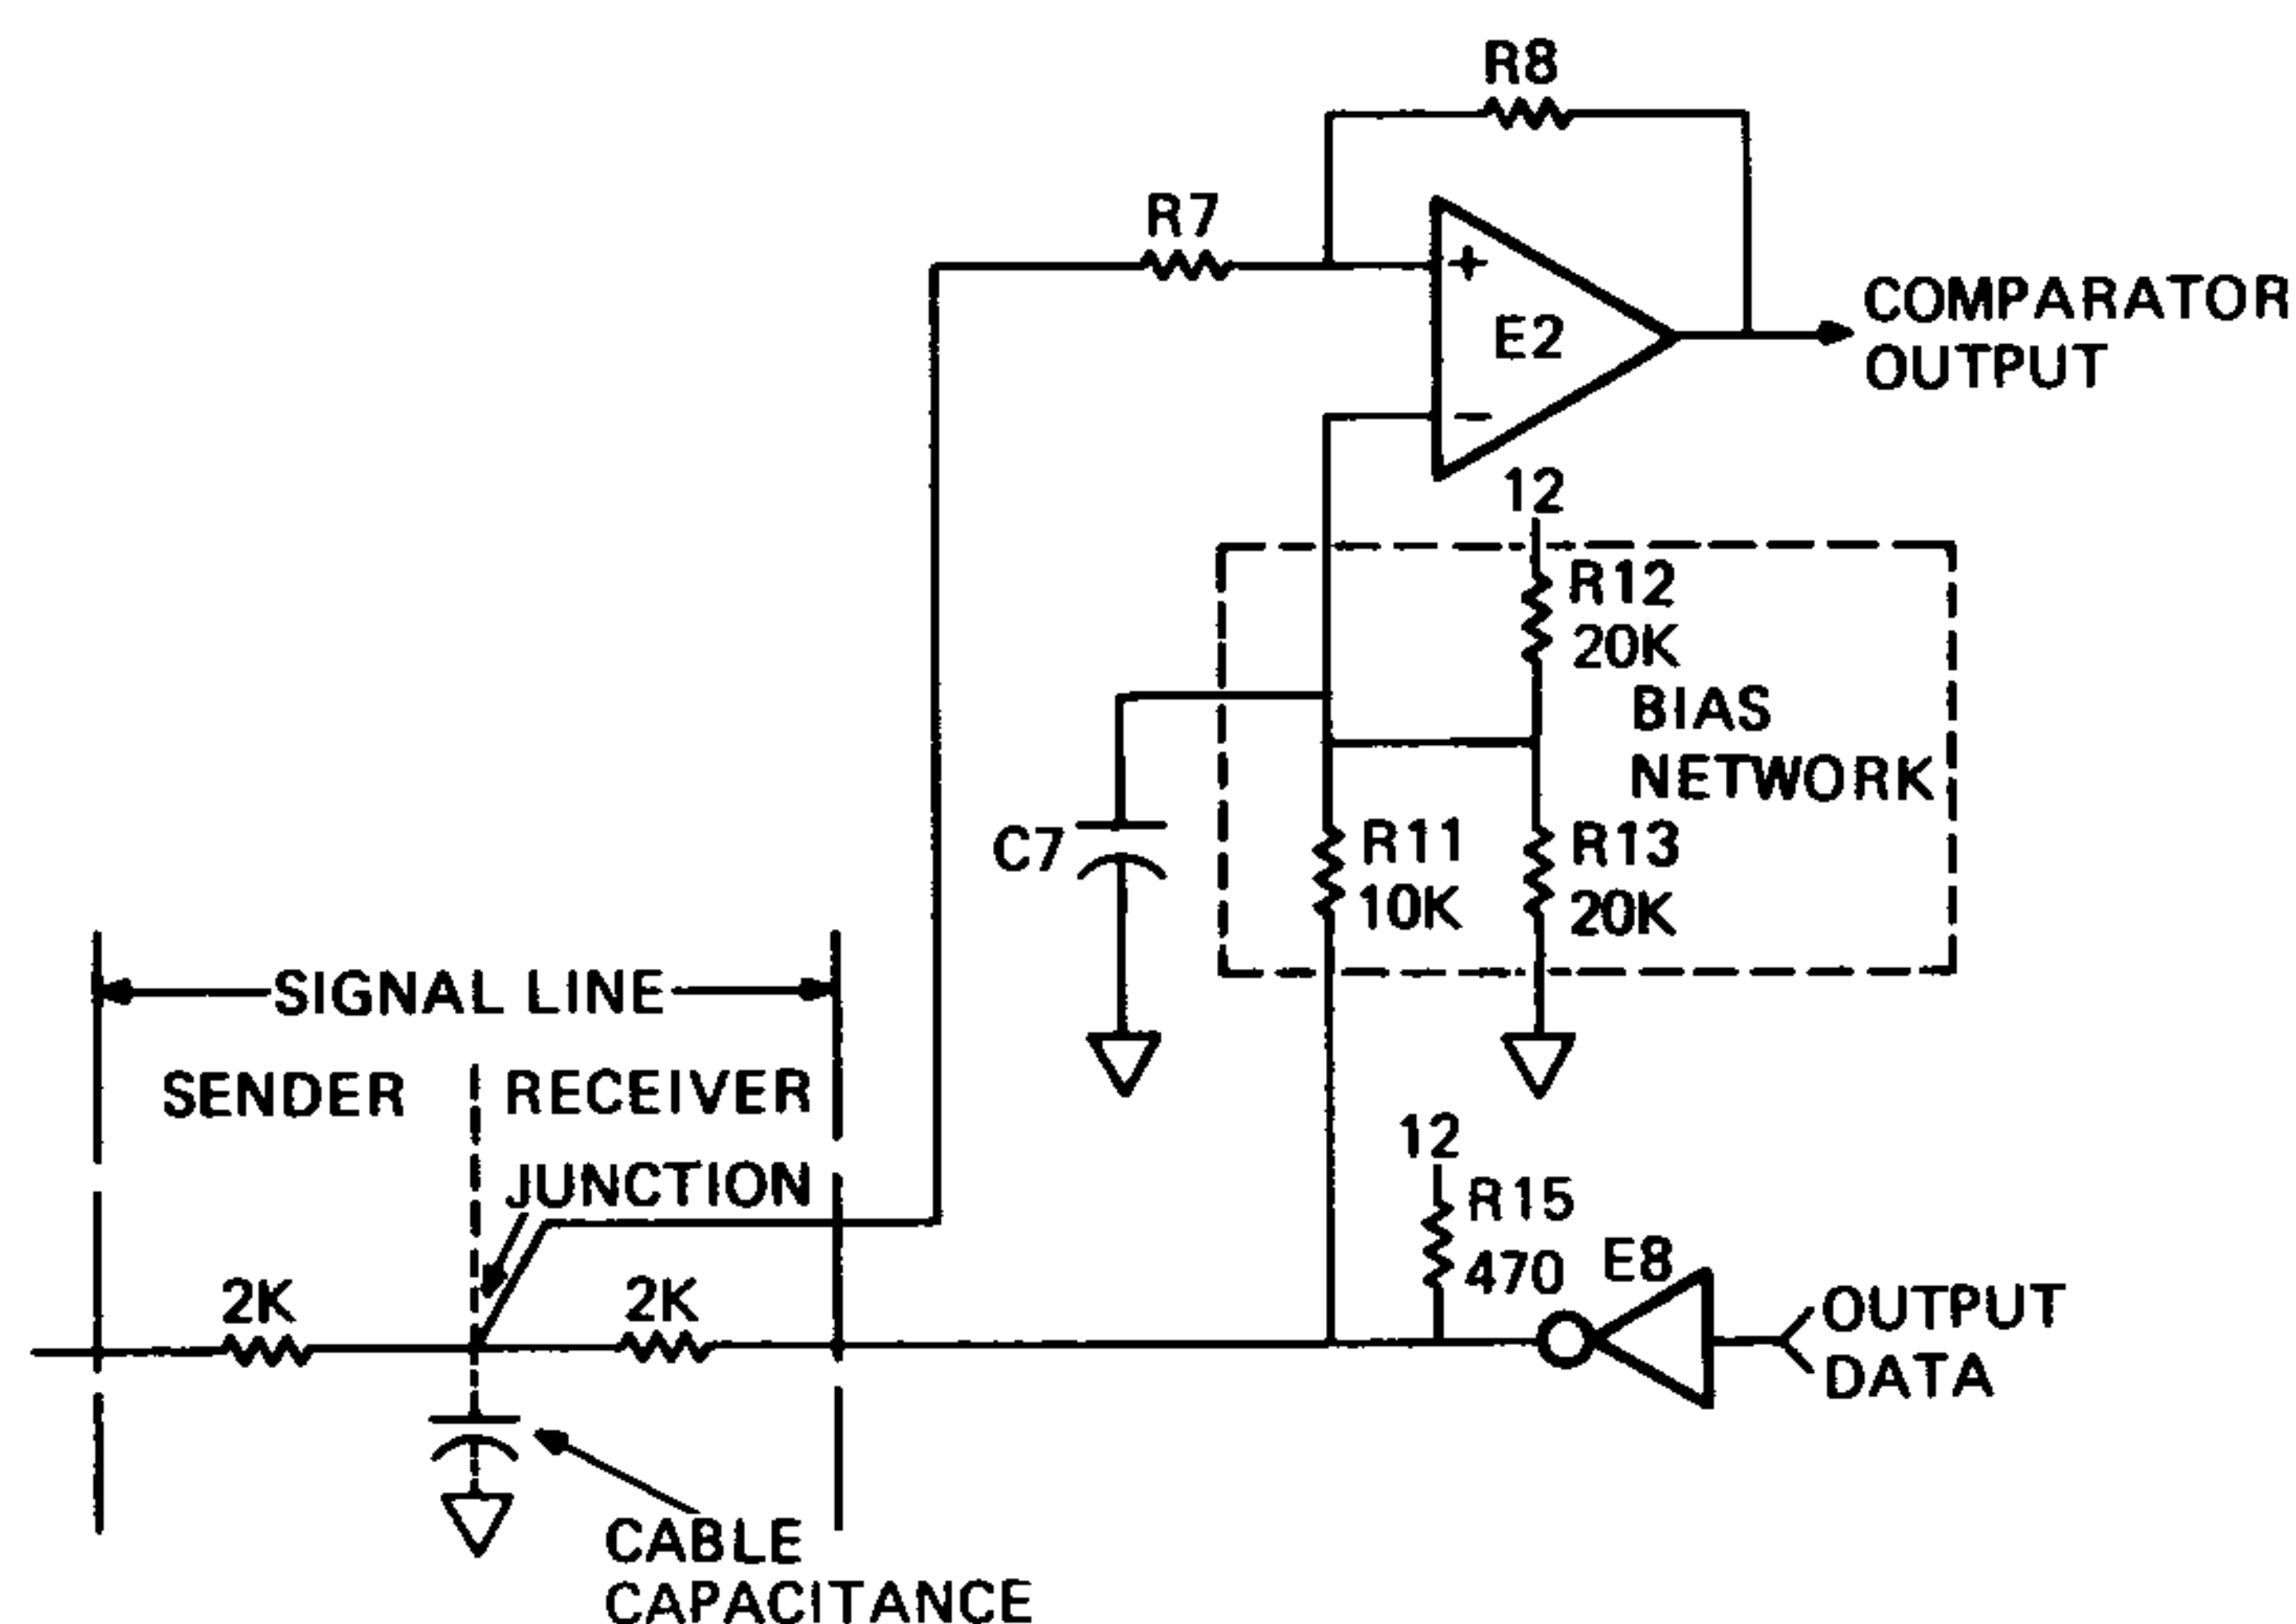 R8
R7
+
E2
-
COMPARATOR
OUTPUT
12
R12
20K
BIAS
NETWORK
C7
R11
10K
R13
20K
SIGNAL LINE
SENDER
RECEIVER
JUNCTION
12
R15
470
E8
2K
2K
OUTPUT
DATA
CABLE
CAPACITANCE